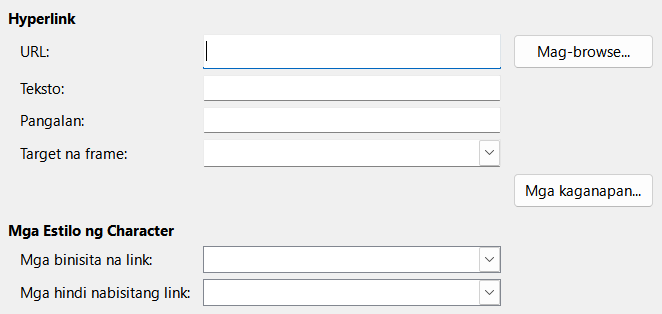 Hyperlink
URL:
Mag-browse...
Teksto:
Pangalan:
Target na frame:
Mga kaganapan...
Mga Estilo ng Character
Mga binisita na link:
Mga hindi nabisitang link: